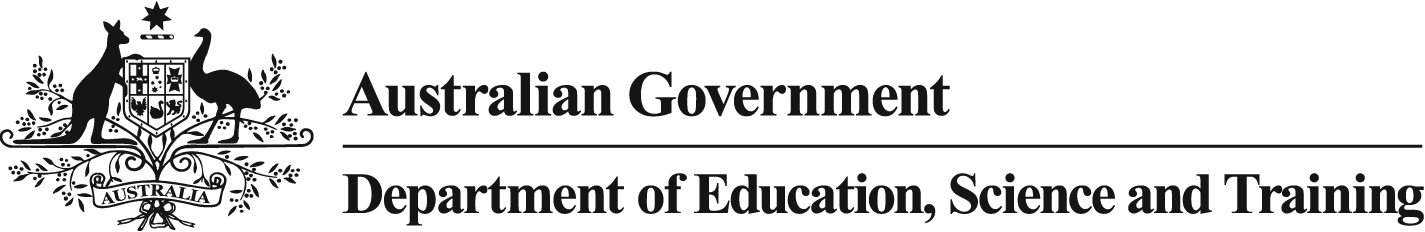 Australian Government
Department of Education, Science and Training
AUSTRALIA